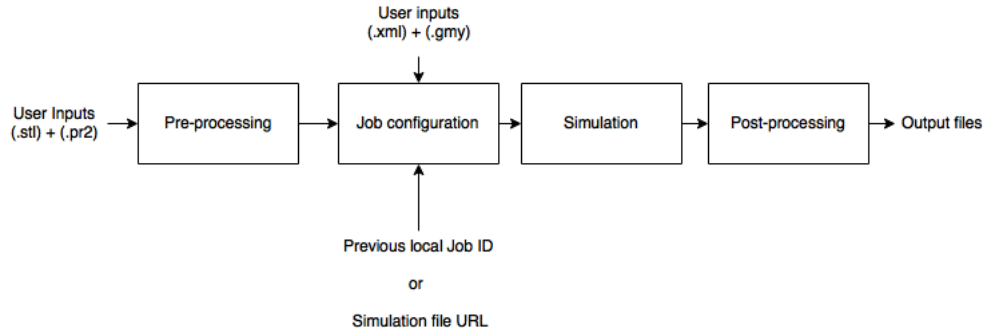 User inputs
(.xml) + (.gmy)
User Inputs
(.stl) + (.pr2)
Pre-processing
Job configuration
Simulation
Post-processing
Output files
Previous local Job ID
or
Simulation file URL